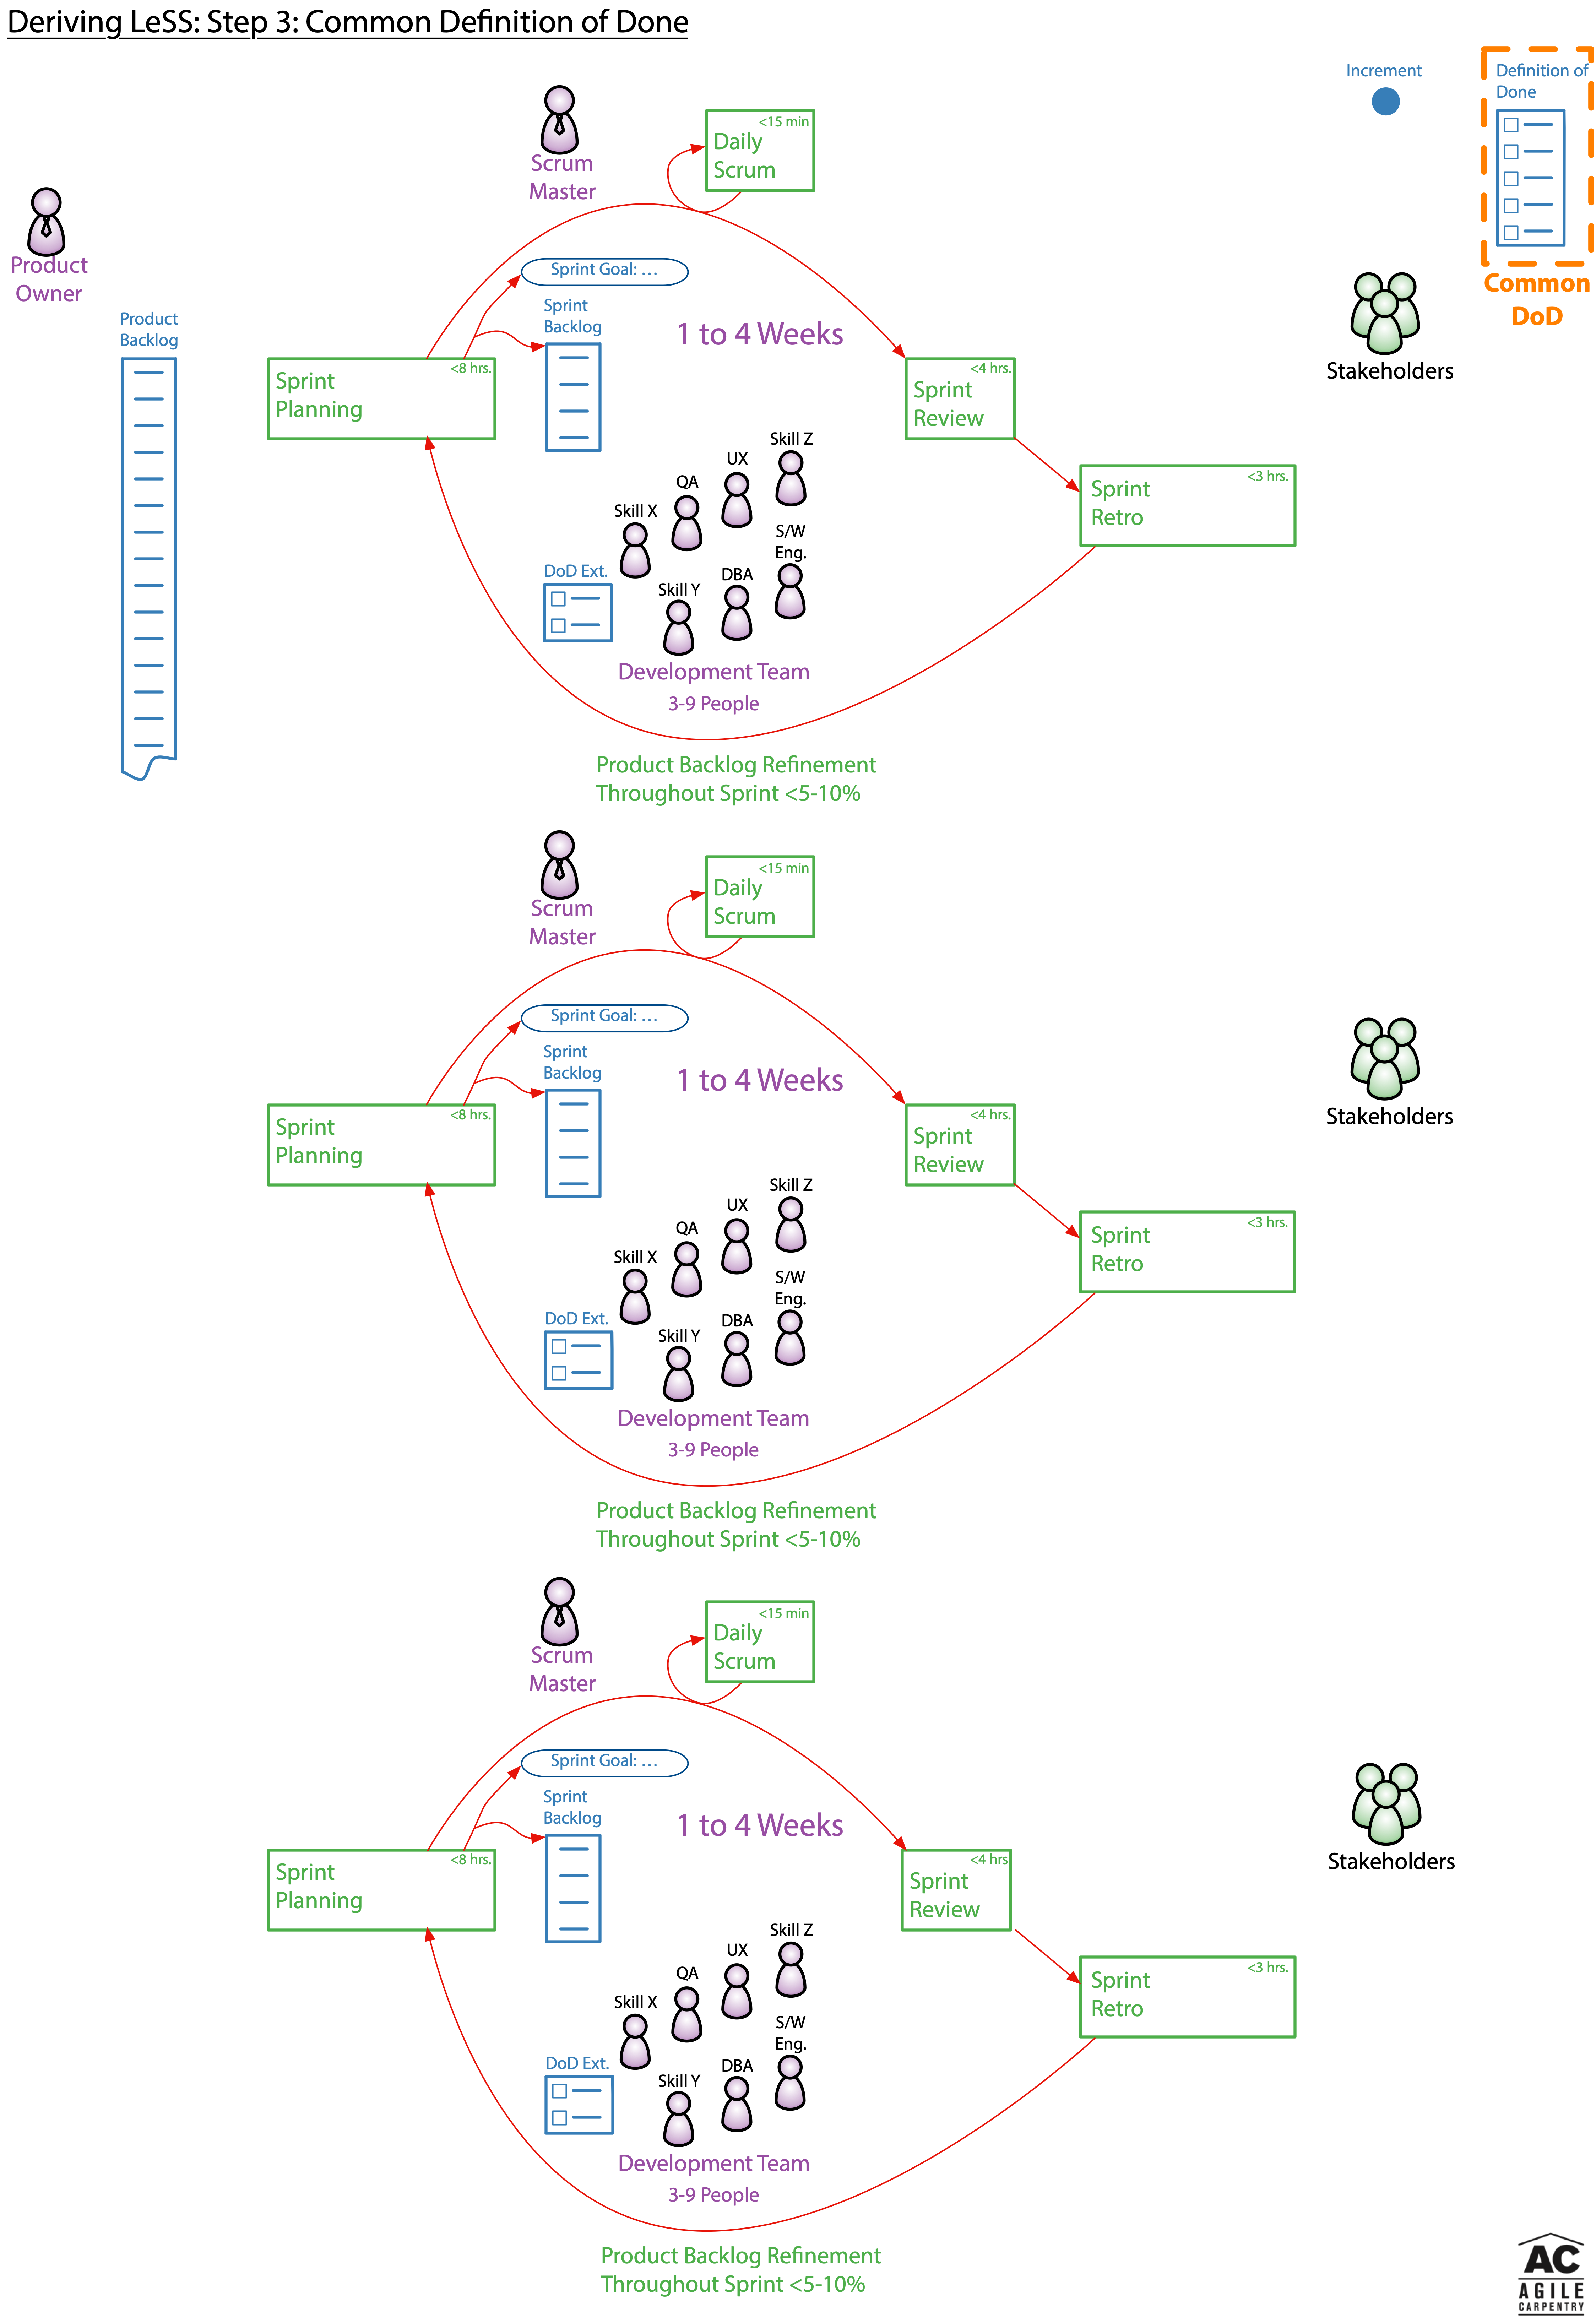 Deriving LeSS: Step 3: Common Definition of Done
Increment
Definition of
Done
Common
DoD
Product
Owner
Product
Backlog
Scrum
Master
<15 min
Daily
Scrum
Sprint Goal: ...
Sprint
Backlog
1 to 4 Weeks
<8 hrs.
Sprint
Planning
<4 hrs.
Sprint
Review
Stakeholders
<3 hrs.
Sprint
Retro
Skill Z
UX
QA
Skill X
S/W
Eng.
DBA
Skill Y
DoD Ext.
Development Team
3-9 People
Product Backlog Refinement
Throughout Sprint <5-10%
Scrum
Master
<15 min
Daily
Scrum
Sprint Goal: ...
Sprint
Backlog
1 to 4 Weeks
<8 hrs.
Sprint
Planning
<4 hrs.
Sprint
Review
Stakeholders
<3 hrs.
Sprint
Retro
Skill Z
UX
QA
Skill X
S/W
Eng.
DBA
Skill Y
DoD Ext.
Development Team
3-9 People
Product Backlog Refinement
Throughout Sprint <5-10%
Scrum
Master
<15 min
Daily
Scrum
Sprint Goal: ...
Sprint
Backlog
1 to 4 Weeks
<8 hrs.
Sprint
Planning
<4 hrs.
Sprint
Review
Stakeholders
<3 hrs.
Sprint
Retro
Skill Z
UX
QA
Skill X
S/W
Eng.
DBA
Skill Y
DoD Ext.
Development Team
3-9 People
Product Backlog Refinement
Throughout Sprint <5-10%
AC
AGILE
CARPENTRY